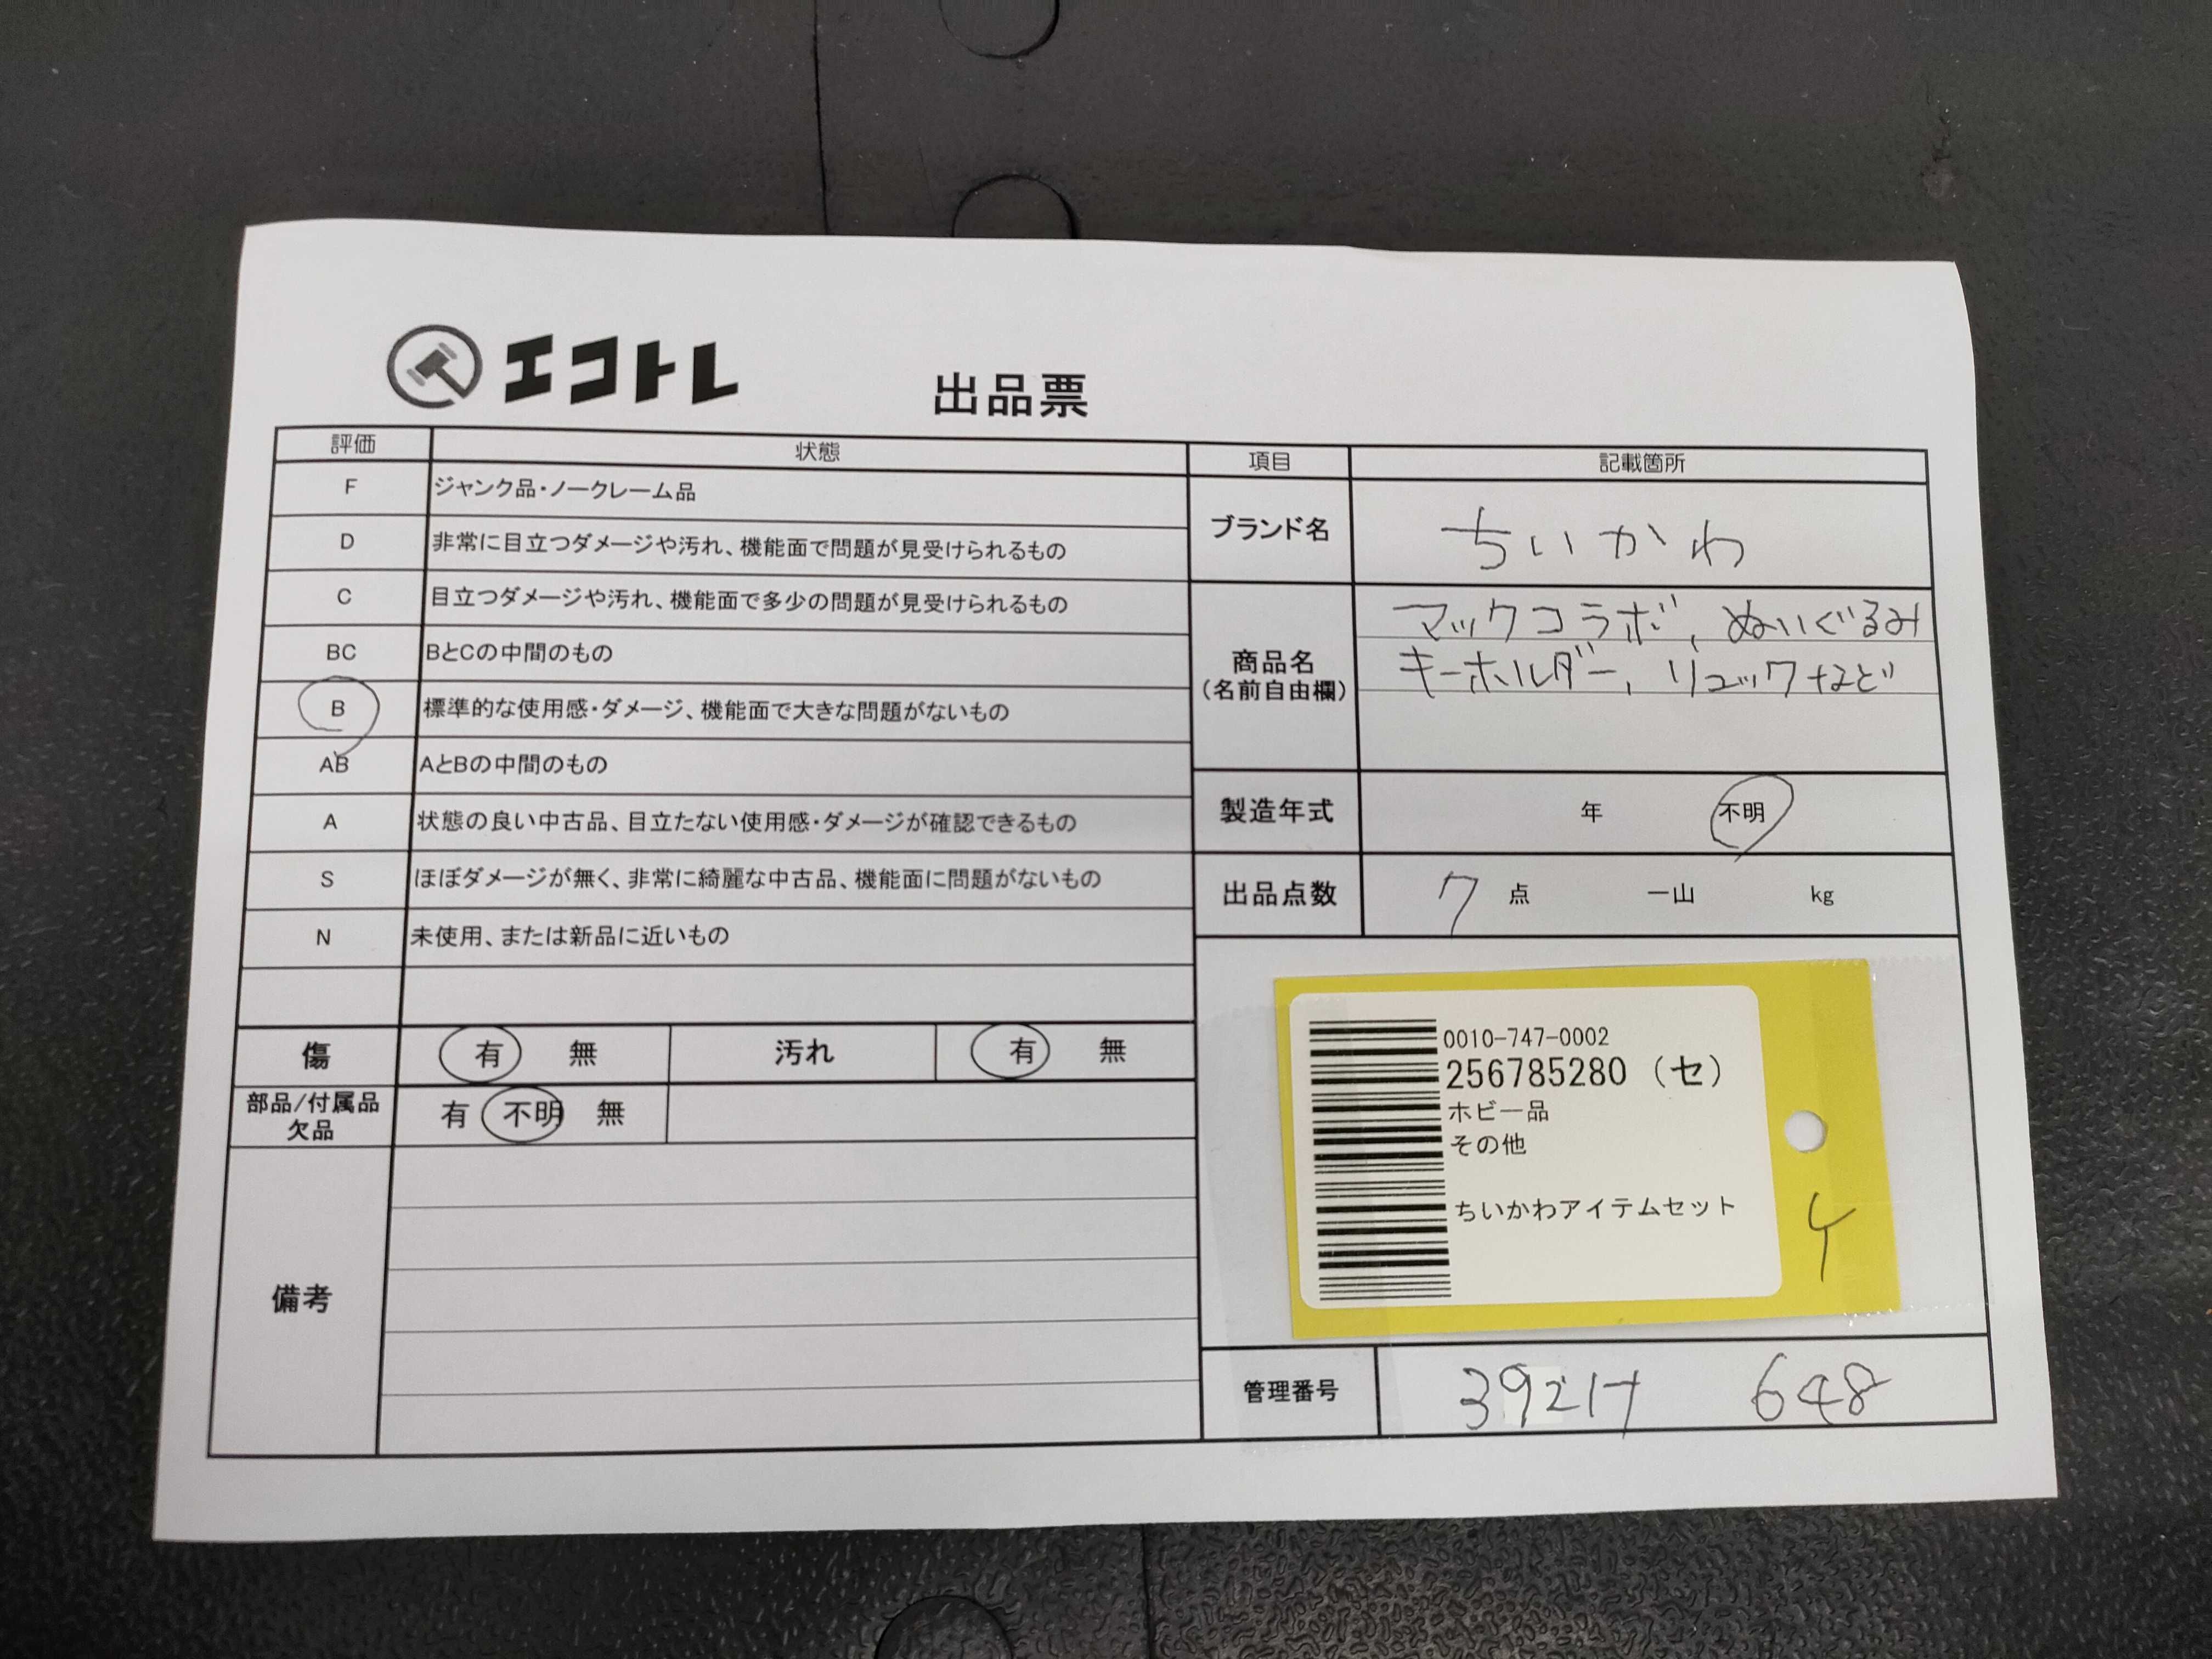 エコトレ
出品票
評価 状態
F ジャンク品・ノークレーム品
D 非常に目立つダメージや汚れ、機能面で問題が見受けられるもの
C 目立つダメージや汚れ、機能面で多少の問題が見受けられるもの
BC BとCの中間のもの
B 標準的な使用感・ダメージ、機能面で大きな問題がないもの
AB AとBの中間のもの
A 状態の良い中古品、目立たない使用感・ダメージが確認できるもの
S ほぼダメージが無く、非常に綺麗な中古品、機能面に問題がないもの
N 未使用、または新品に近いもの
傷 有 無 汚れ 有 無
部品/付属品
欠品
有 不明 無
備考
項目 記載箇所
ブランド名 ちいかわ
商品名
(名前自由欄)
マックコラボ、ぬいぐるみ
キーホルダー、リュックなど
製造年式 年 不明
出品点数 7 点 一山 kg
0010-747-0002
256785280 (セ)
ホビー品
その他
ちいかわアイテムセット
管理番号 3921 648